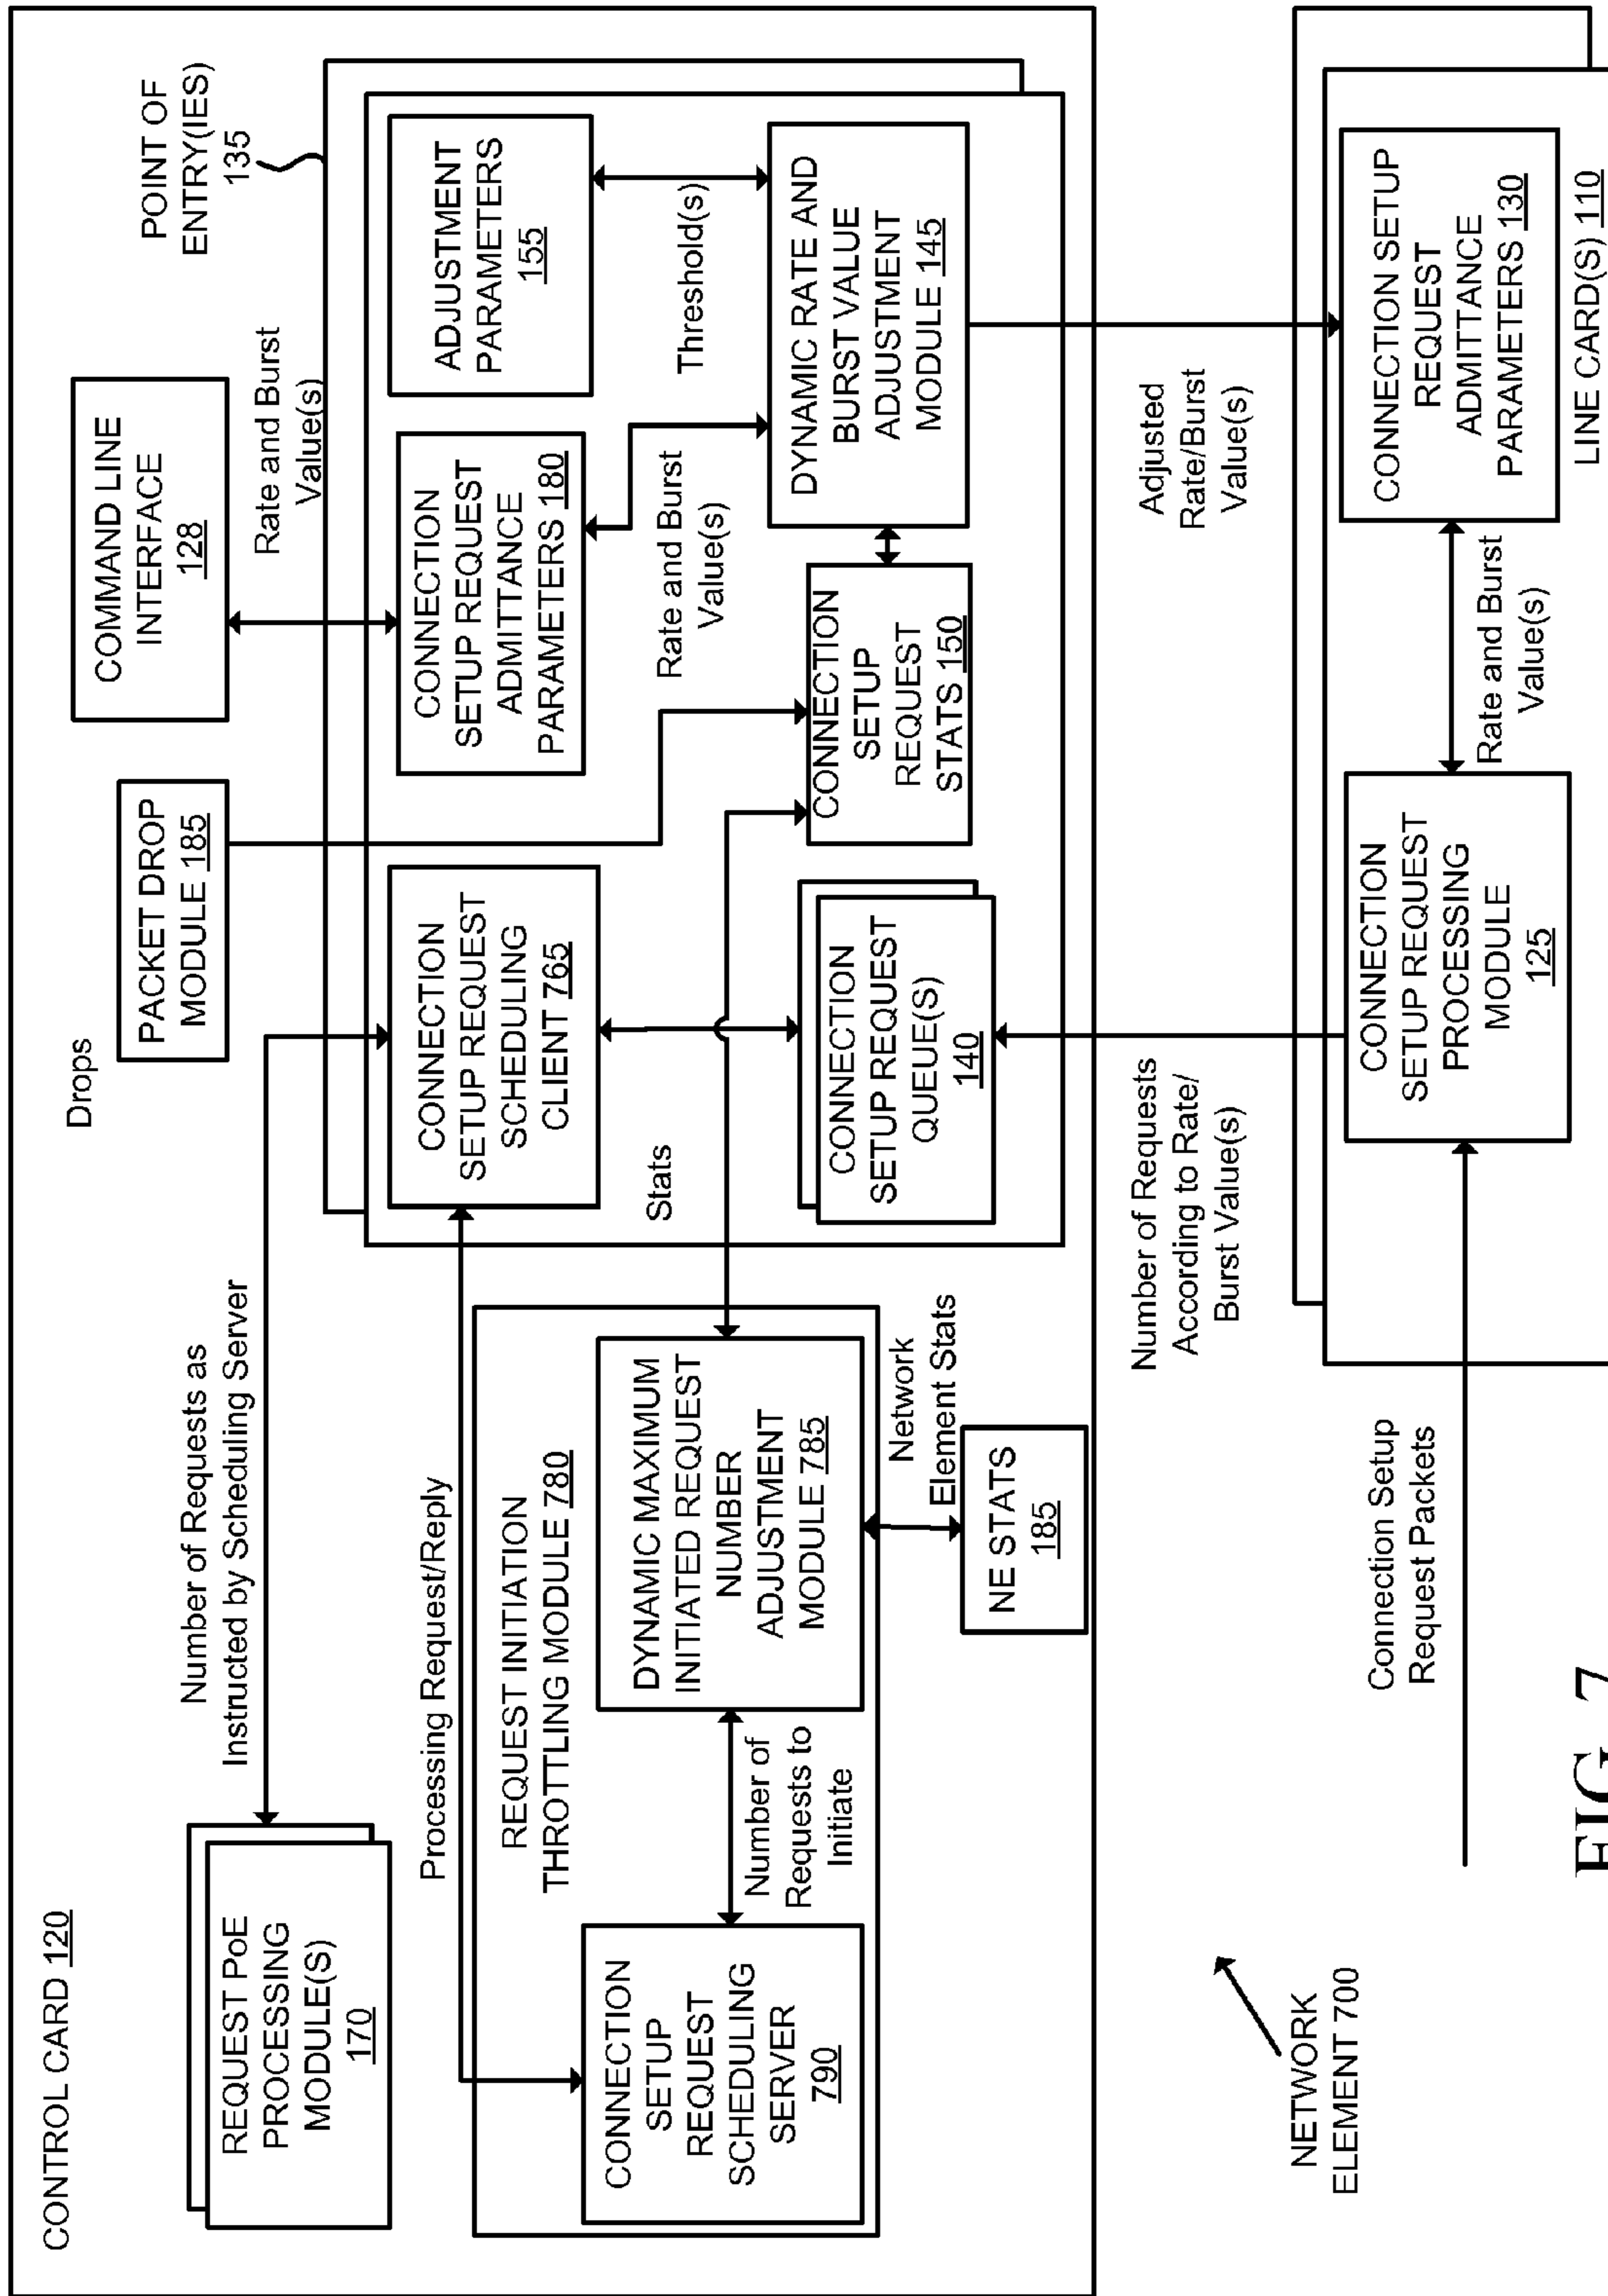 CONTROL CARD 120
REQUEST PoE
PROCESSING
MODULE(S)
170
Number of Requests as
Instructed by Scheduling Server
Drops
PACKET DROP
MODULE 185
COMMAND LINE
INTERFACE
128
Rate and Burst
Value(s)
POINT OF
ENTRY(IES)
135
Processing Request/Reply
REQUEST INITIATION
THROTTLING MODULE 780
CONNECTION
SETUP
REQUEST
SCHEDULING
SERVER
790
Number of
Requests to
Initiate
DYNAMIC MAXIMUM
INITIATED REQUEST
NUMBER
ADJUSTMENT
MODULE 785
Network
Element Stats
NE STATS
185
CONNECTION
SETUP REQUEST
SCHEDULING
CLIENT 765
Stats
CONNECTION
SETUP REQUEST
QUEUE(S)
140
CONNECTION
SETUP REQUEST
ADMITTANCE
PARAMETERS 180
Rate and Burst
Value(s)
CONNECTION
SETUP
REQUEST
STATS 150
ADJUSTMENT
PARAMETERS
155
Threshold(s)
DYNAMIC RATE AND
BURST VALUE
ADJUSTMENT
MODULE 145
Number of Requests
According to Rate/
Burst Value(s)
Adjusted
Rate/Burst
Value(s)
NETWORK
ELEMENT 700
Connection Setup
Request Packets
CONNECTION
SETUP REQUEST
PROCESSING
MODULE
125
Rate and Burst
Value(s)
CONNECTION SETUP
REQUEST
ADMITTANCE
PARAMETERS 130
LINE CARD(S) 110
FIG. 7